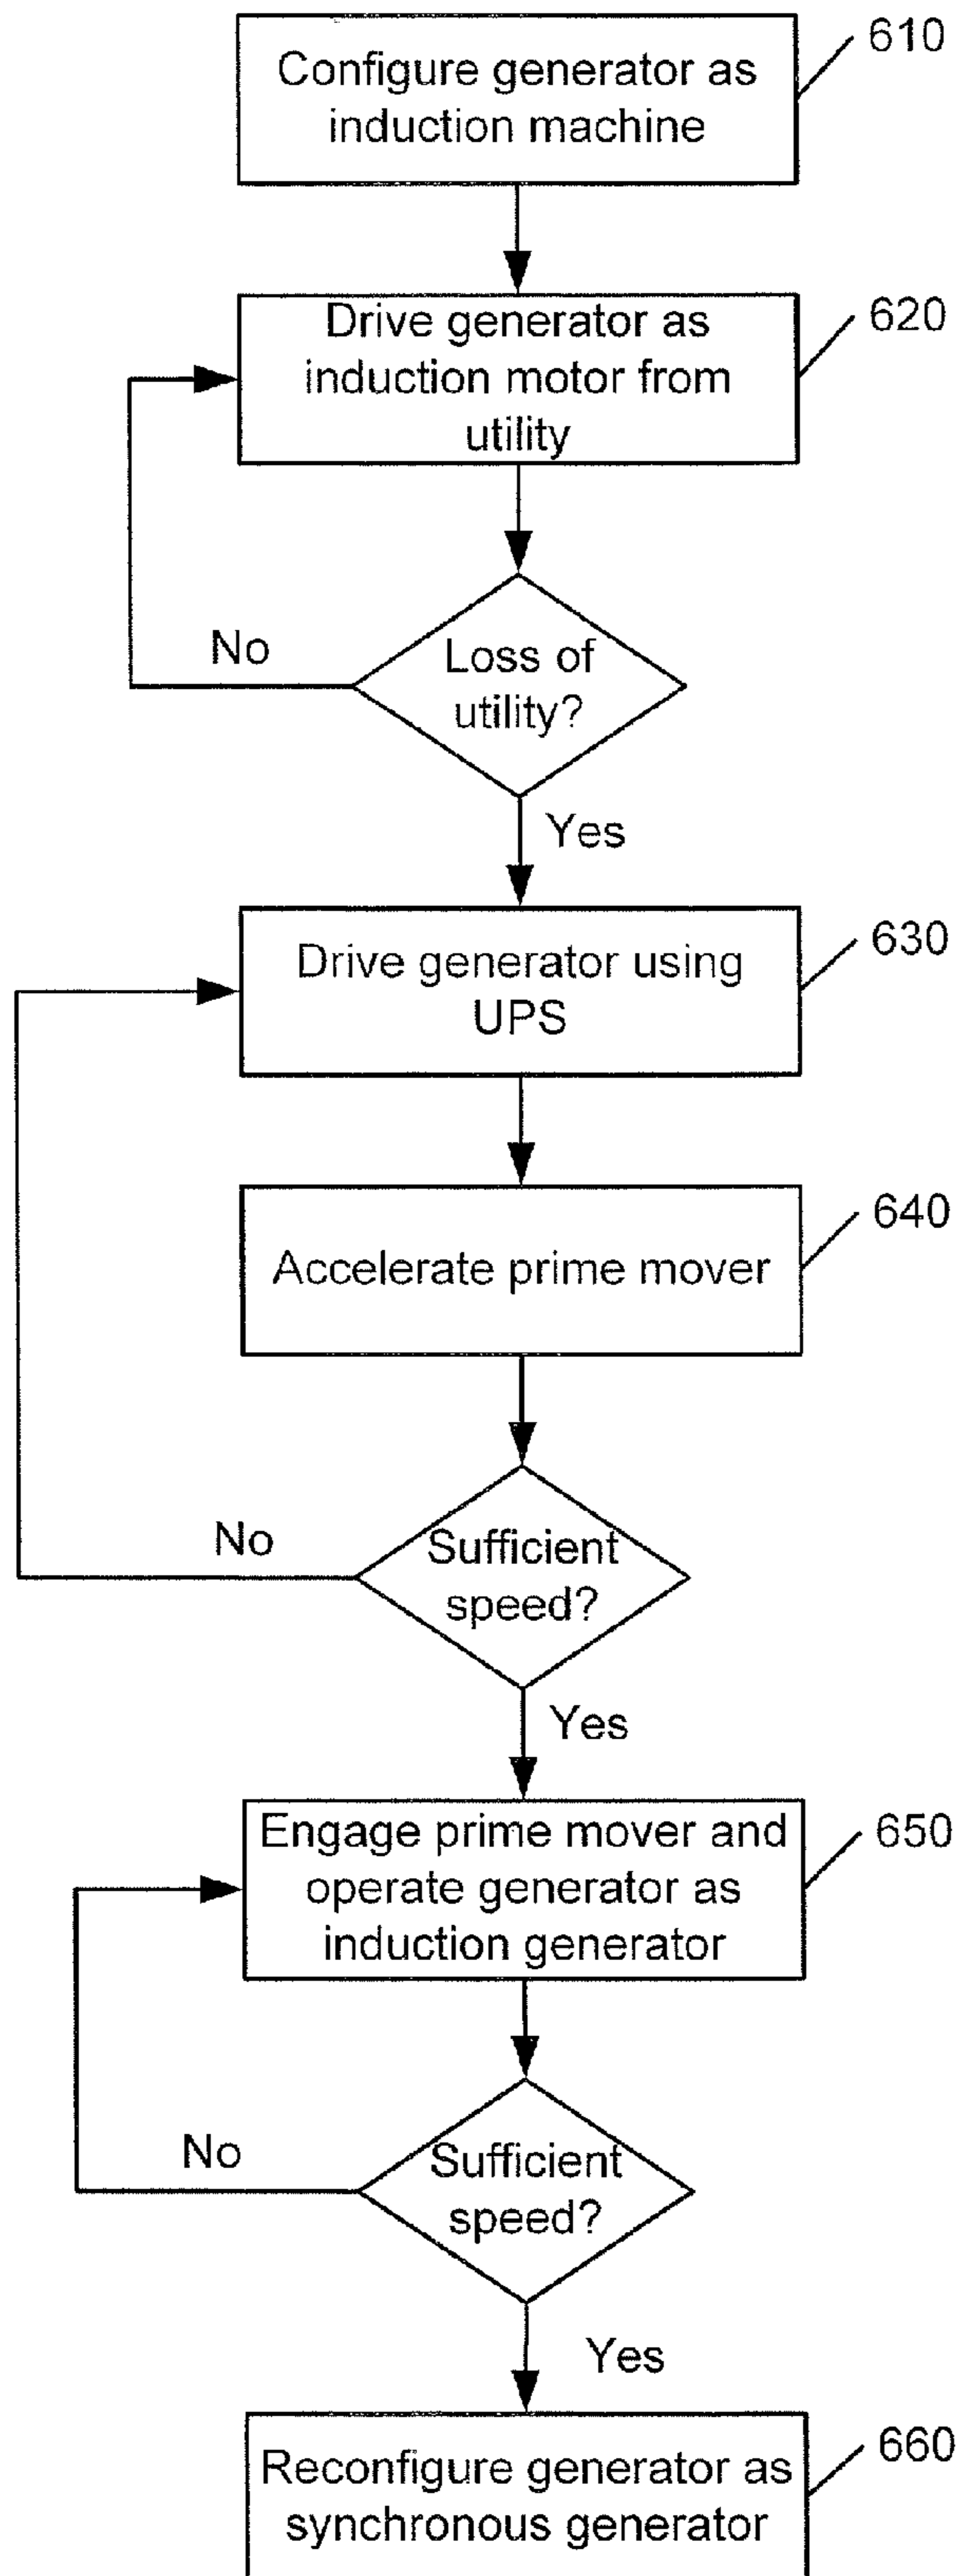 Configure generator as
induction machine
610
Drive generator as
induction motor from
utility
620
No
Loss of
utility?
Yes
Drive generator using
UPS
630
Accelerate prime mover
640
No
Sufficient
speed?
Yes
Engage prime mover and
operate generator as
induction generator
650
No
Sufficient
speed?
Yes
Reconfigure generator as
synchronous generator
660